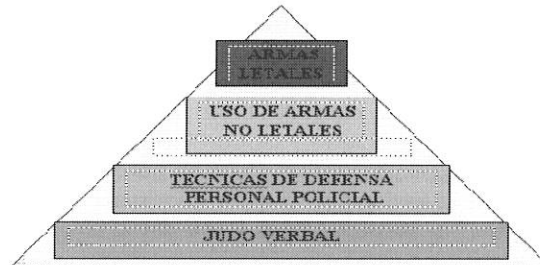 ARMAS
LETALES
USO DE ARMAS
NO LETALES
TECNICAS DE DEFENSA
PERSONAL POLICIAL
JUDO VERBAL